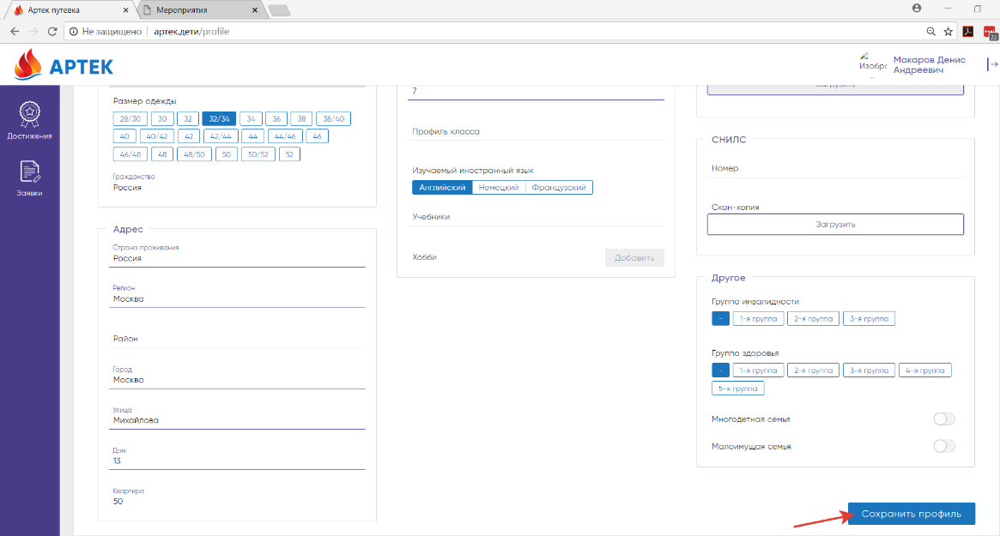 Артек путевка
Мероприятия
Не защищено
артек.дети/profile
22
АРТЕК
Изобра
Макаров Денис
Андреевич
Достижения
Заявки
Размер одежды
28/30 30 32 32/34 34 36 38 38/40
40 40/42 42 42/44 44 44/46 46
46/48 48 48/50 50 50/52 52
Гражданство
Россия
Адрес
Страна проживания
Россия
Регион
Москва
Район
Город
Москва
Улица
Михайлова
Дом
13
Квартира
50
7
Профиль класса
Изучаемый иностранный язык
Английский Немецкий Французский
Учебники
Хобби
Добавить
Загрузить
СНИЛС
Номер
Скан-копия
Загрузить
Другое
Группа инвалидности
- 1-я группа 2-я группа 3-я группа
Группа здоровья
- 1-я группа 2-я группа 3-я группа 4-я группа
5-я группа
Многодетная семья
Малоимущая семья
Сохранить профиль